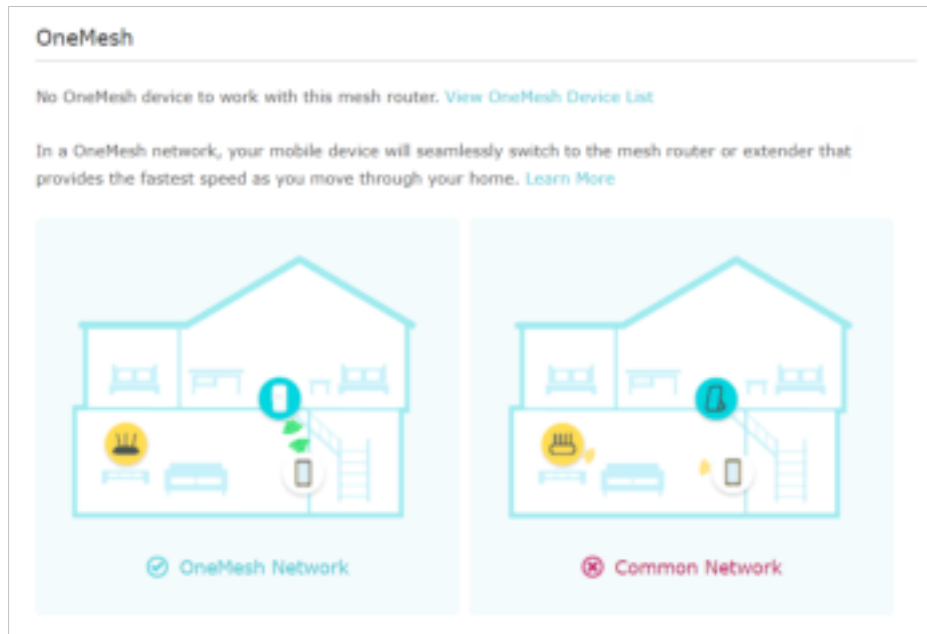 OneMesh
No OneMesh device to work with this mesh router. View OneMesh Device List
In a OneMesh network, your mobile device will seamlessly switch to the mesh router or extender that
provides the fastest speed as you move through your home. Learn More
OneMesh Network
Common Network